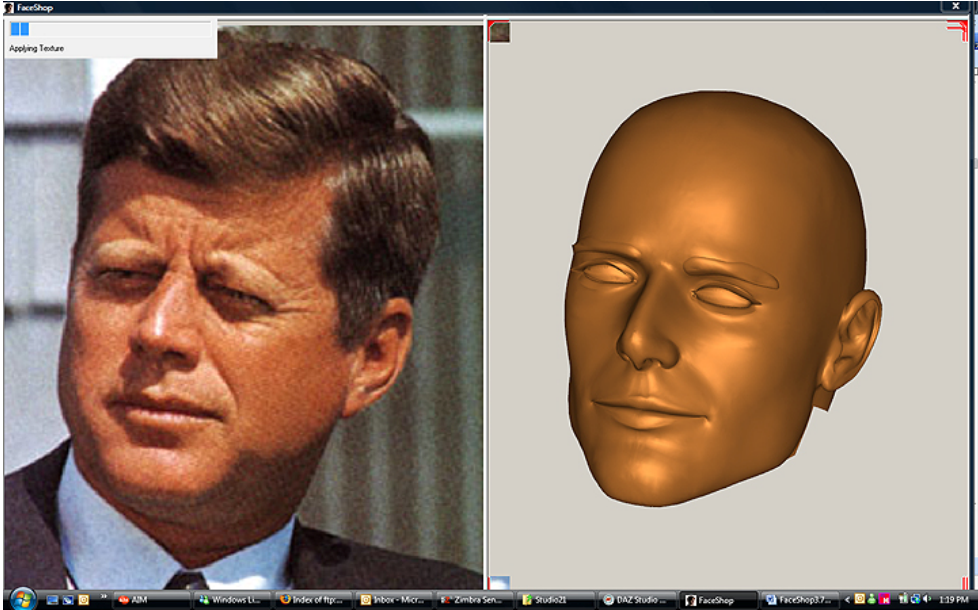 FaceShop
Applying Texture
AIM
Windows Li...
Index of ftp:...
Inbox - Micr...
Zimbra Sen...
Studio21
DAZ Studio ...
FaceShop
FaceShop3.7...
1:19 PM